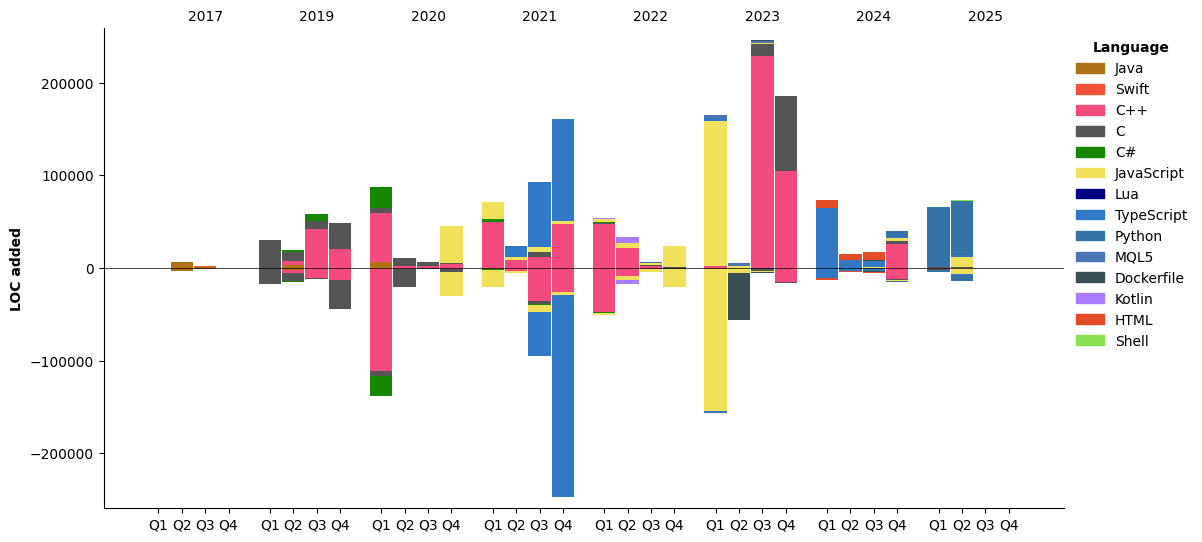 2017 2019 2020 2021 2022 2023 2024 2025
LOC added
200000
100000
0
−100000
−200000
Q1 Q2 Q3 Q4 Q1 Q2 Q3 Q4 Q1 Q2 Q3 Q4 Q1 Q2 Q3 Q4 Q1 Q2 Q3 Q4 Q1 Q2 Q3 Q4 Q1 Q2 Q3 Q4 Q1 Q2 Q3 Q4
Language
Java
Swift
C++
C
C#
JavaScript
Lua
TypeScript
Python
MQL5
Dockerfile
Kotlin
HTML
Shell